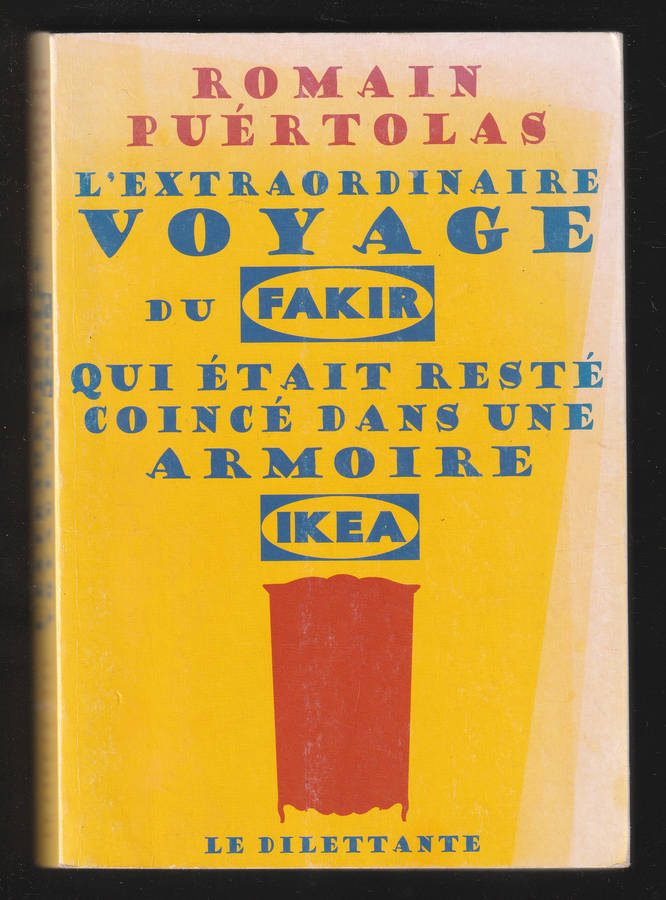 ROMAIN
PUÉRTOLAS
L'EXTRAORDINAIRE
VOYAGE
DU FAKIR
QUI ÉTAIT RESTÉ
COINCÉ DANS UNE
ARMOIRE
IKEA
LE DILETTANTE